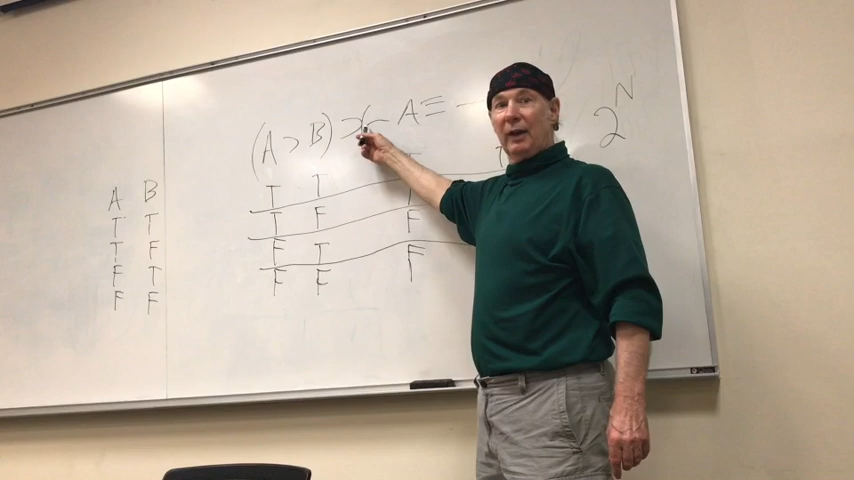 (A > B) ⊃ (~ A ≡ ~
2^N
A B
T T
T F
F T
F F
T T T
T F F
F T F
F F